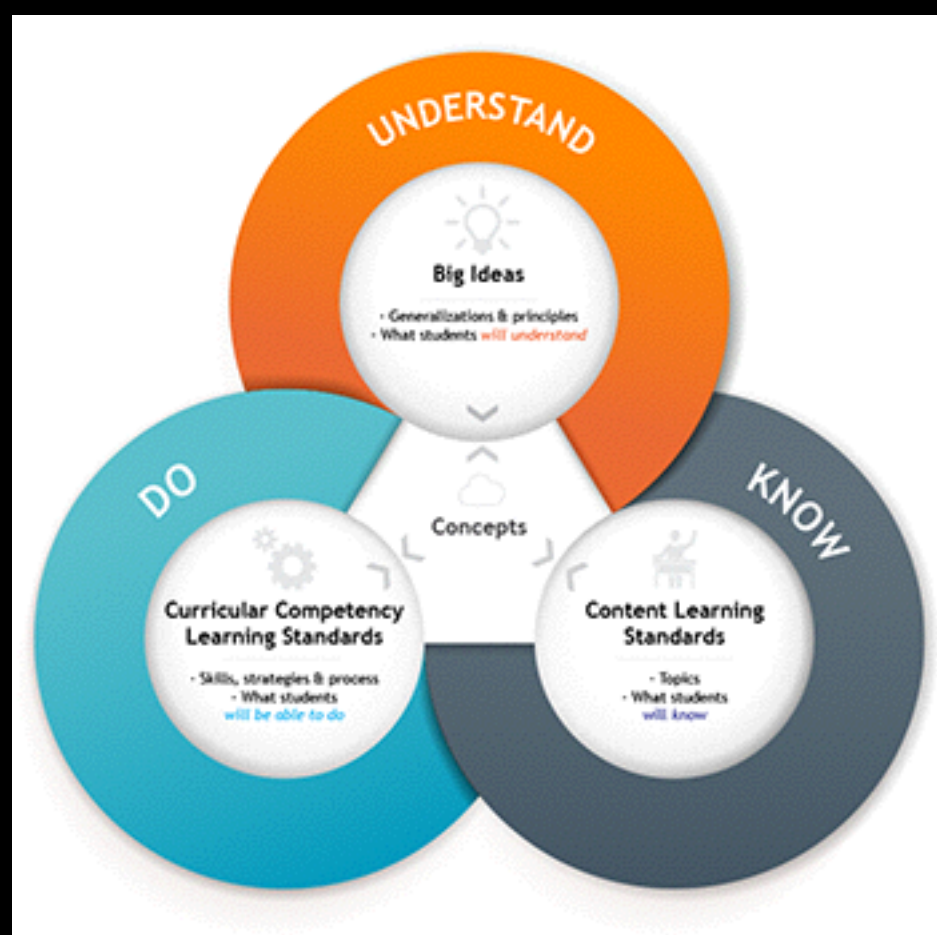 UNDERSTAND
Big Ideas
- Generalizations & principles
- What students will understand
DO
Concepts
KNOW
Curricular Competency
Learning Standards
- Skills, strategies & process
- What students
will be able to do
Content Learning
Standards
- Topics
- What students
will know